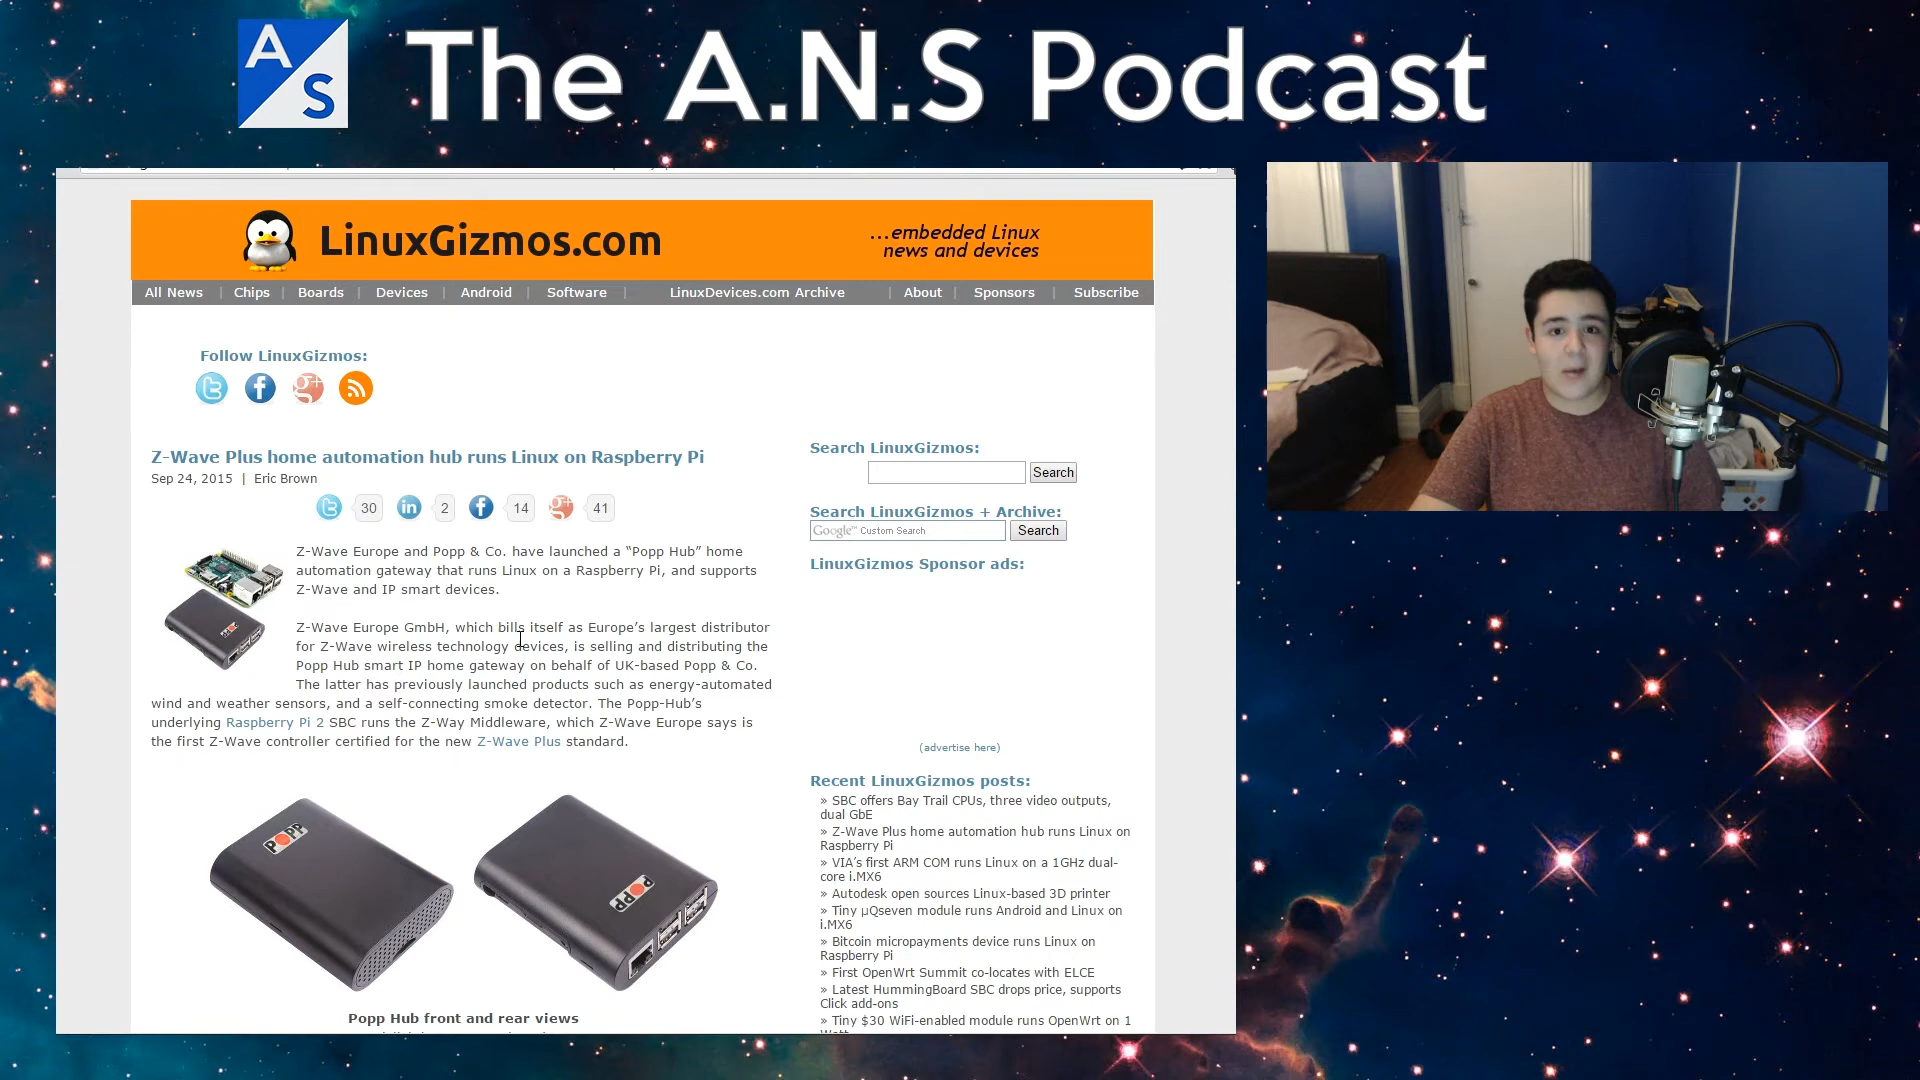 A S
The A.N.S Podcast
LinuxGizmos.com
...embedded Linux
news and devices
All News | Chips | Boards | Devices | Android | Software | LinuxDevices.com Archive | About | Sponsors | Subscribe
Follow LinuxGizmos:
Z-Wave Plus home automation hub runs Linux on Raspberry Pi
Sep 24, 2015 | Eric Brown
30 in 2 f 14 g+ 41
Z-Wave Europe and Popp & Co. have launched a “Popp Hub” home
automation gateway that runs Linux on a Raspberry Pi, and supports
Z-Wave and IP smart devices.
Z-Wave Europe GmbH, which bills itself as Europe’s largest distributor
for Z-Wave wireless technology devices, is selling and distributing the
Popp Hub smart IP home gateway on behalf of UK-based Popp & Co.
The latter has previously launched products such as energy-automated
wind and weather sensors, and a self-connecting smoke detector. The Popp-Hub’s
underlying Raspberry Pi 2 SBC runs the Z-Way Middleware, which Z-Wave Europe says is
the first Z-Wave controller certified for the new Z-Wave Plus standard.
POPP
POPP
Popp Hub front and rear views
Search LinuxGizmos:
Search
Search LinuxGizmos + Archive:
Google™ Custom Search Search
LinuxGizmos Sponsor ads:
(advertise here)
Recent LinuxGizmos posts:
» SBC offers Bay Trail CPUs, three video outputs,
dual GbE
» Z-Wave Plus home automation hub runs Linux on
Raspberry Pi
» VIA’s first ARM COM runs Linux on a 1GHz dual-
core i.MX6
» Autodesk open sources Linux-based 3D printer
» Tiny µQseven module runs Android and Linux on
i.MX6
» Bitcoin micropayments device runs Linux on
Raspberry Pi
» First OpenWrt Summit co-locates with ELCE
» Latest HummingBoard SBC drops price, supports
Click add-ons
» Tiny $30 WiFi-enabled module runs OpenWrt on 1